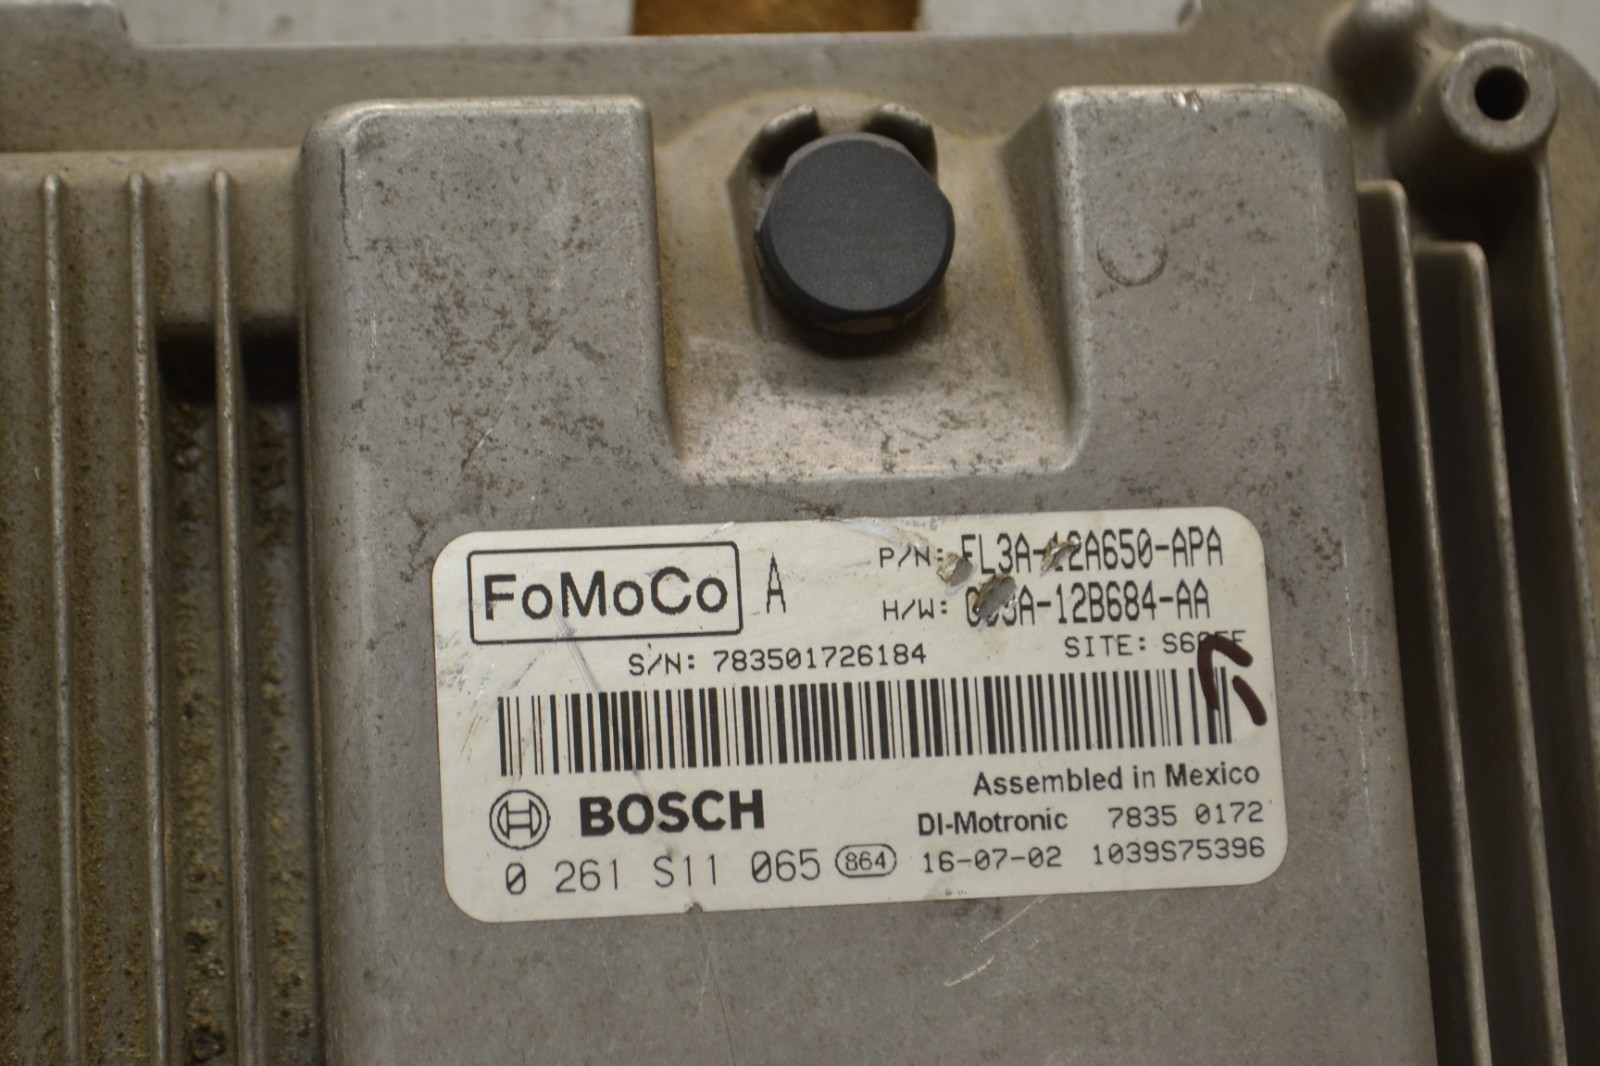 FoMoCo A
P/N: FL3A-12A650-APA
H/W: -12B684-AA
S/N: 783501726184
SITE:
Assembled in Mexico
BOSCH
DI-Motronic 7835 0172
0 261 S11 065 864 16-07-02 1039S75396